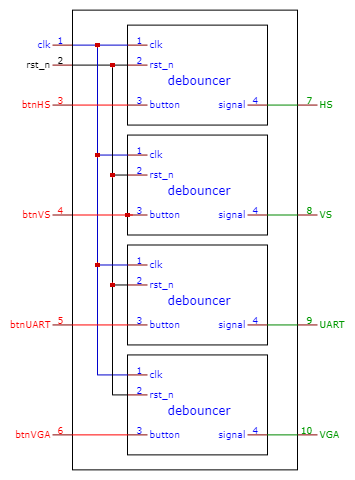 clk 1 1 clk
rst_n 2 2 rst_n
debouncer
btnHS 3 3 button signal 4 7 HS
1 clk
2 rst_n
debouncer
btnVS 4 3 button signal 4 8 VS
1 clk
2 rst_n
debouncer
btnUART 5 3 button signal 4 9 UART
1 clk
2 rst_n
debouncer
btnVGA 6 3 button signal 4 10 VGA